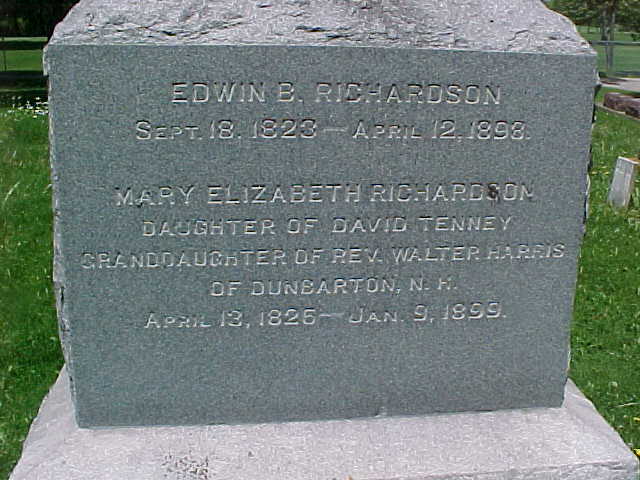 EDWIN B. RICHARDSON
SEPT. 18, 1823 — APRIL 12, 1898.
MARY ELIZABETH RICHARDSON
DAUGHTER OF DAVID TENNEY
GRANDDAUGHTER OF REV. WALTER HARRIS
OF DUNBARTON, N. H.
APRIL 13, 1826 — JAN. 9, 1899.